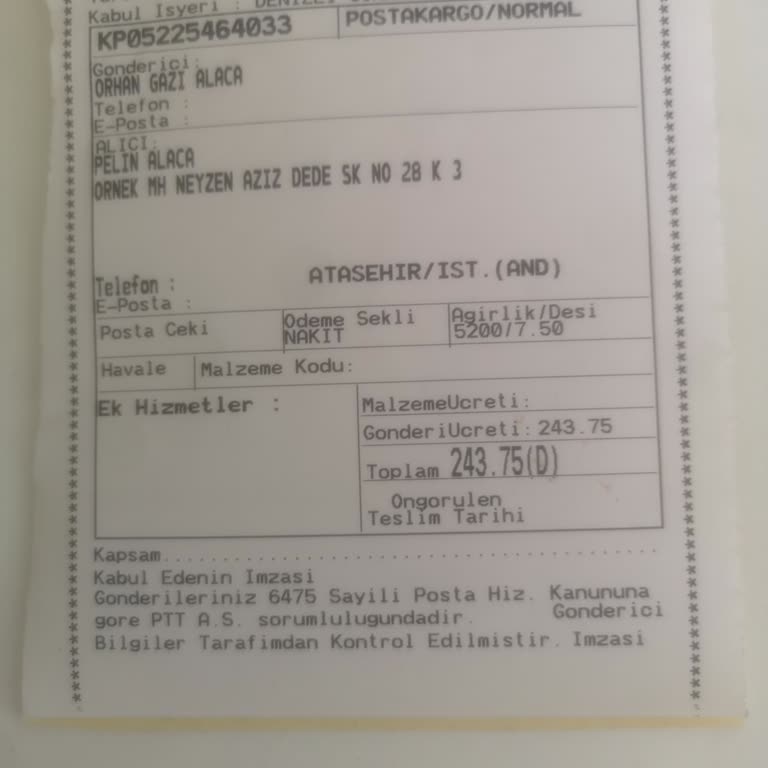 Kabul Isyeri : DENIZLI
KP05225464033 POSTAKARGO/NORMAL
Gonderici:
ORHAN GAZI ALACA
Telefon :
E-Posta :
ALICI:
PELIN ALACA
ORNEK MH NEYZEN AZIZ DEDE SK NO 28 K 3
ATASEHIR/IST.(AND)
Telefon :
E-Posta :
Posta Ceki Odeme Sekli Agirlik/Desi
NAKIT 5200/7.50
Havale Malzeme Kodu:
Ek Hizmetler : MalzemeUcreti:
GonderiUcreti: 243.75
Toplam 243.75(D)
Ongorulen
Teslim Tarihi
Kapsam..........................................
Kabul Edenin Imzasi
Gonderileriniz 6475 Sayili Posta Hiz. Kanununa
gore PTT A.S. sorumlulugundadir. Gonderici
Bilgiler Tarafimdan Kontrol Edilmistir. Imzasi